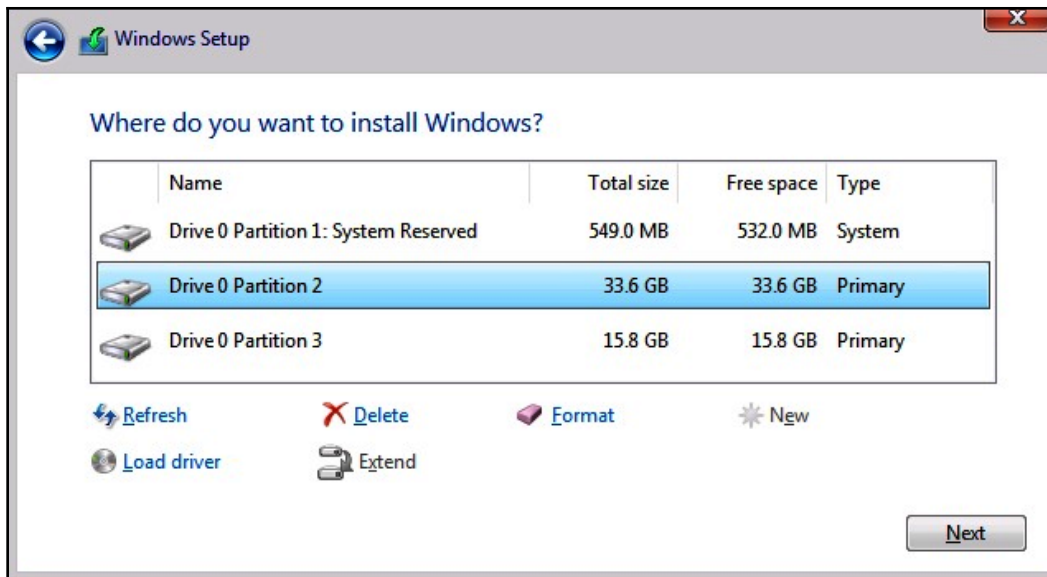 Windows Setup
Where do you want to install Windows?
Name Total size Free space Type
Drive 0 Partition 1: System Reserved 549.0 MB 532.0 MB System
Drive 0 Partition 2 33.6 GB 33.6 GB Primary
Drive 0 Partition 3 15.8 GB 15.8 GB Primary
Refresh Delete Format New
Load driver Extend
Next